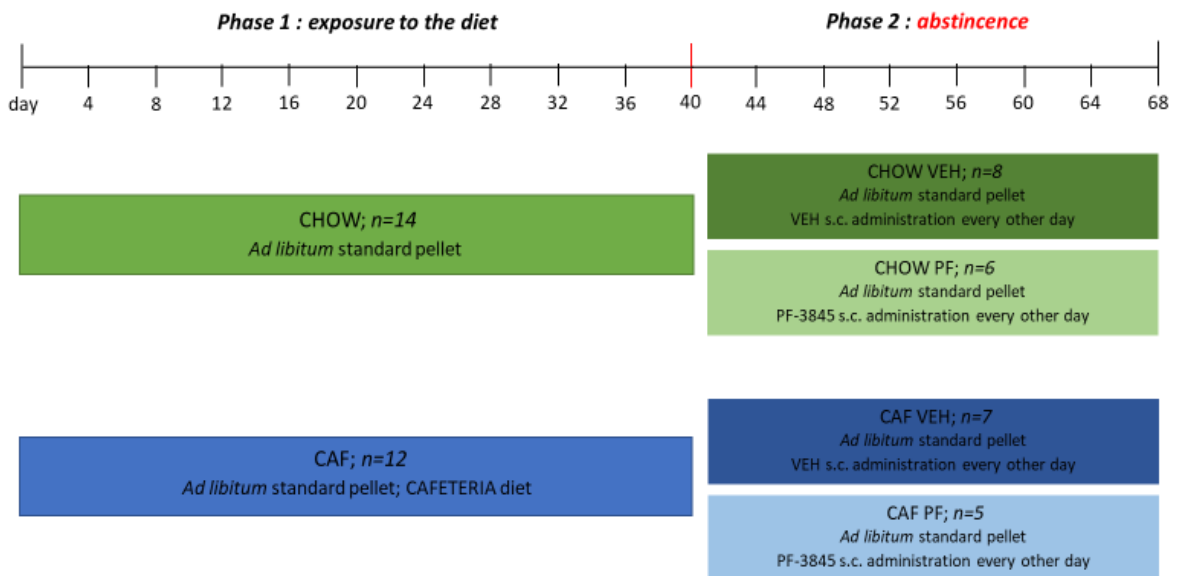 Phase 1 : exposure to the diet
Phase 2 : abstincence
day 4 8 12 16 20 24 28 32 36 40 44 48 52 56 60 64 68
CHOW; n=14
Ad libitum standard pellet
CHOW VEH; n=8
Ad libitum standard pellet
VEH s.c. administration every other day
CHOW PF; n=6
Ad libitum standard pellet
PF-3845 s.c. administration every other day
CAF; n=12
Ad libitum standard pellet; CAFETERIA diet
CAF VEH; n=7
Ad libitum standard pellet
VEH s.c. administration every other day
CAF PF; n=5
Ad libitum standard pellet
PF-3845 s.c. administration every other day